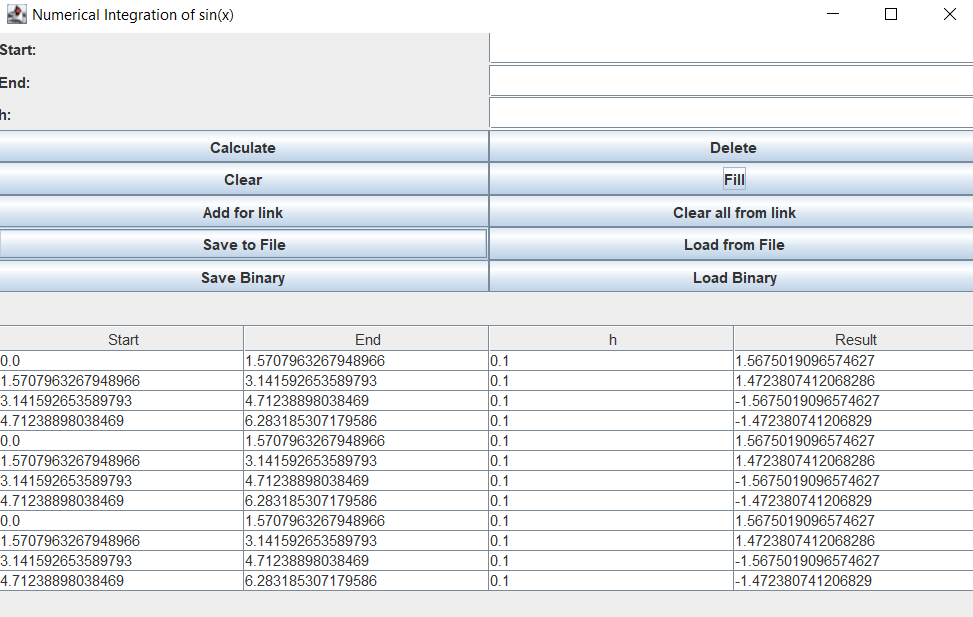 Numerical Integration of sin(x)
Start:
End:
h:
Calculate Delete
Clear Fill
Add for link Clear all from link
Save to File Load from File
Save Binary Load Binary
Start End h Result
0.0 1.5707963267948966 0.1 1.5675019096574627
1.5707963267948966 3.141592653589793 0.1 1.4723807412068286
3.141592653589793 4.71238898038469 0.1 -1.5675019096574627
4.71238898038469 6.283185307179586 0.1 -1.472380741206829
0.0 1.5707963267948966 0.1 1.5675019096574627
1.5707963267948966 3.141592653589793 0.1 1.4723807412068286
3.141592653589793 4.71238898038469 0.1 -1.5675019096574627
4.71238898038469 6.283185307179586 0.1 -1.472380741206829
0.0 1.5707963267948966 0.1 1.5675019096574627
1.5707963267948966 3.141592653589793 0.1 1.4723807412068286
3.141592653589793 4.71238898038469 0.1 -1.5675019096574627
4.71238898038469 6.283185307179586 0.1 -1.472380741206829